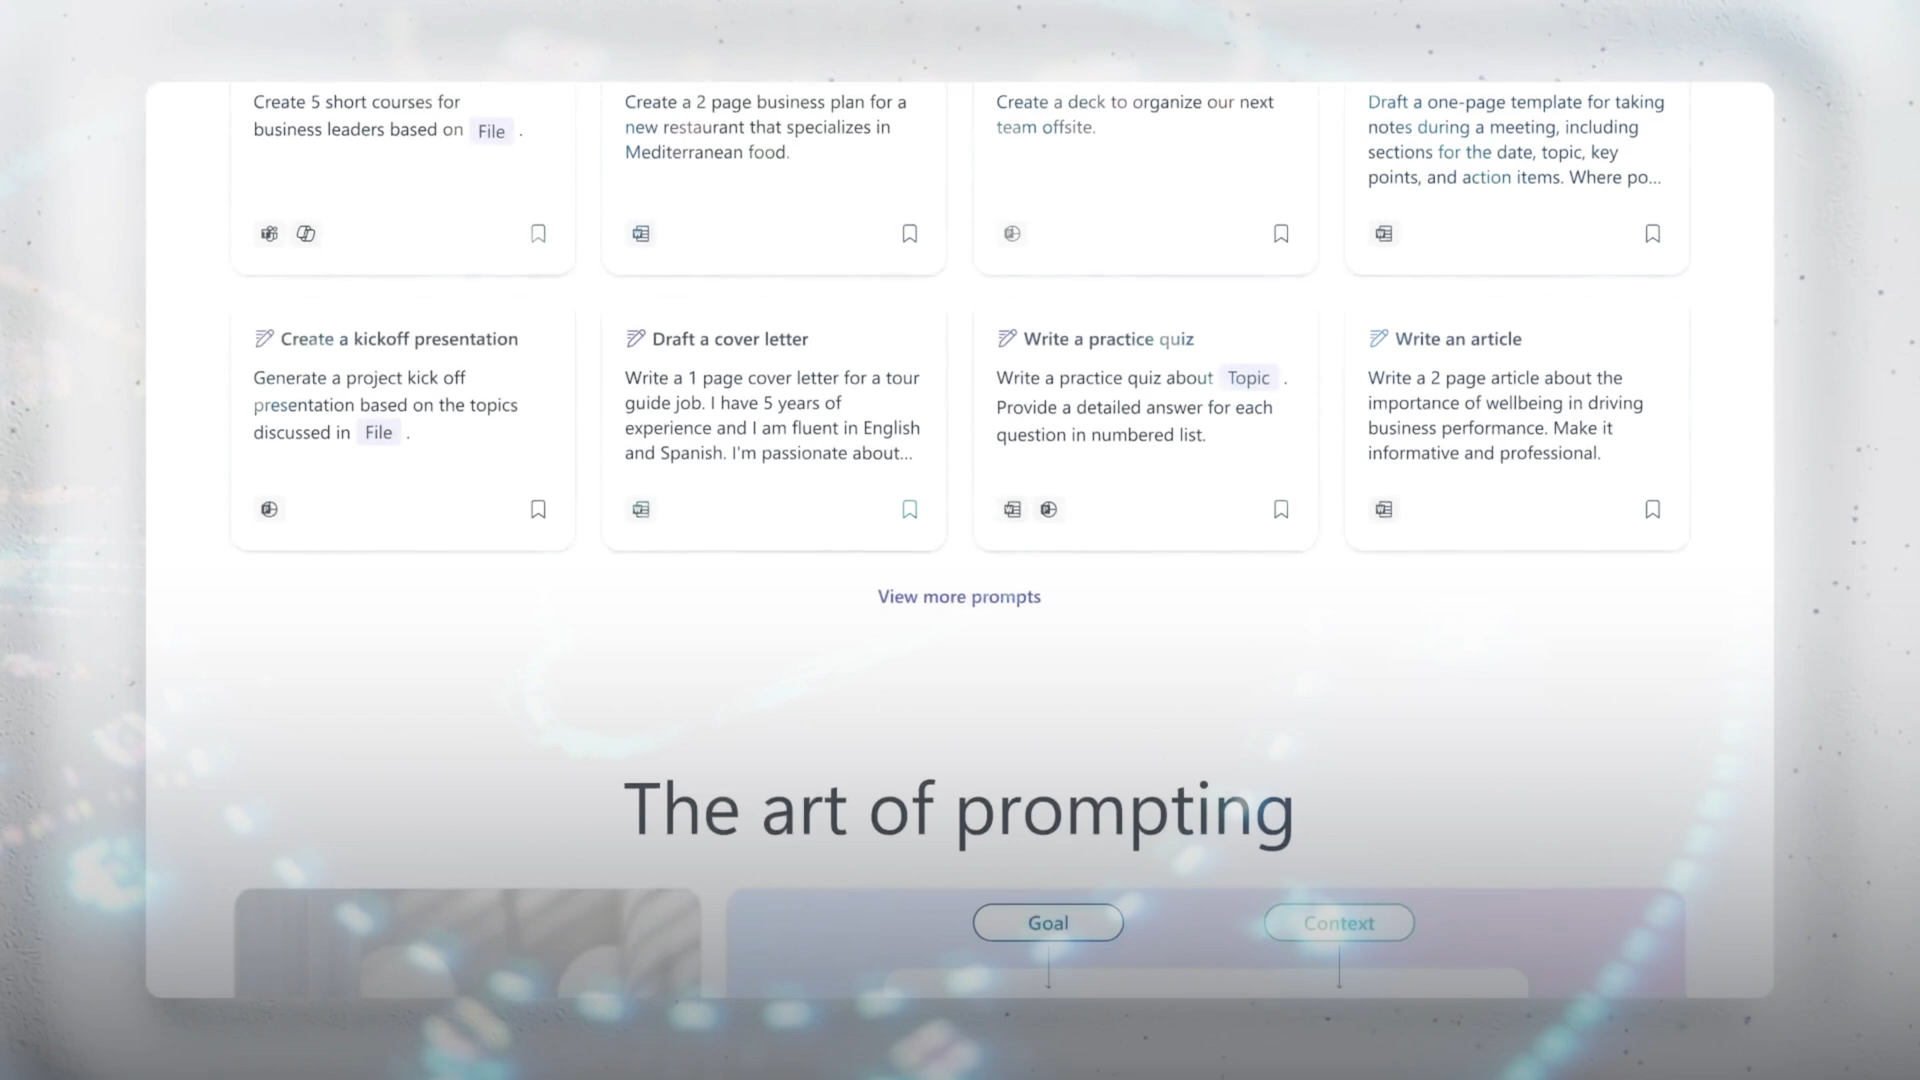 Create 5 short courses for
business leaders based on File .
Create a 2 page business plan for a
new restaurant that specializes in
Mediterranean food.
Create a deck to organize our next
team offsite.
Draft a one-page template for taking
notes during a meeting, including
sections for the date, topic, key
points, and action items. Where po...
Create a kickoff presentation
Generate a project kick off
presentation based on the topics
discussed in File .
Draft a cover letter
Write a 1 page cover letter for a tour
guide job. I have 5 years of
experience and I am fluent in English
and Spanish. I'm passionate about...
Write a practice quiz
Write a practice quiz about Topic .
Provide a detailed answer for each
question in numbered list.
Write an article
Write a 2 page article about the
importance of wellbeing in driving
business performance. Make it
informative and professional.
View more prompts
The art of prompting
Goal
Context